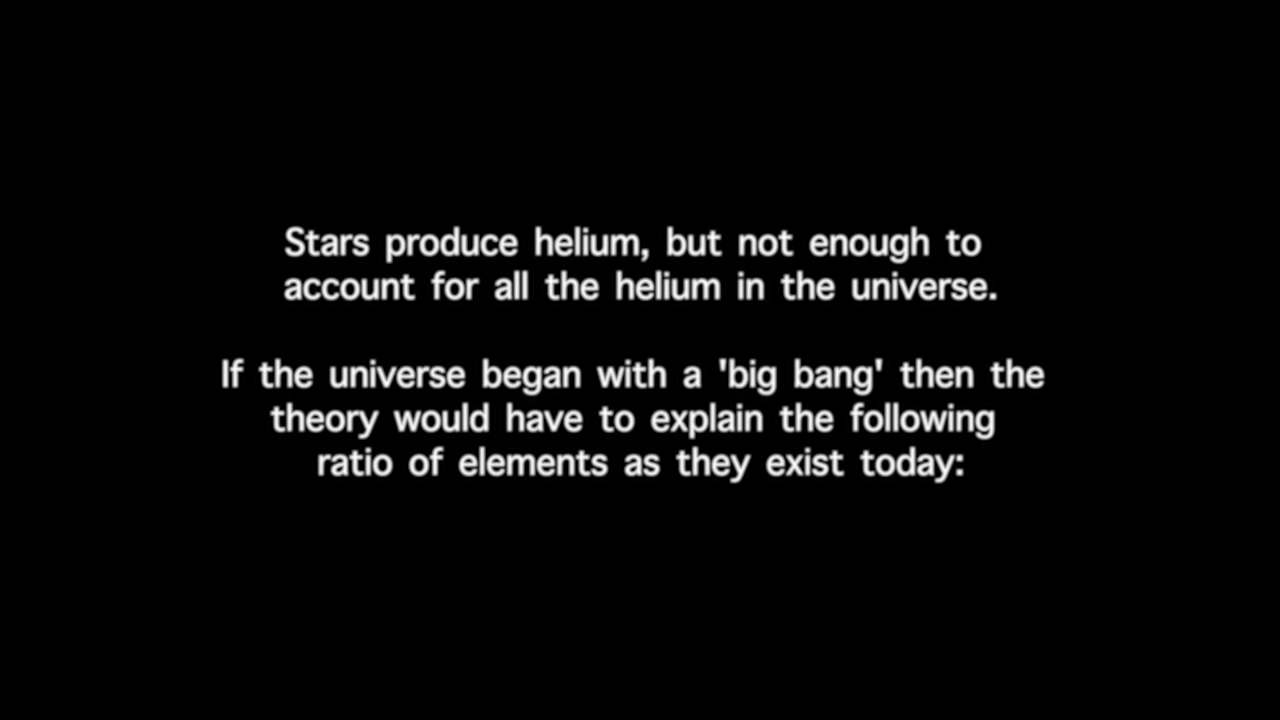 Stars produce helium, but not enough to
account for all the helium in the universe.
If the universe began with a 'big bang' then the
theory would have to explain the following
ratio of elements as they exist today: